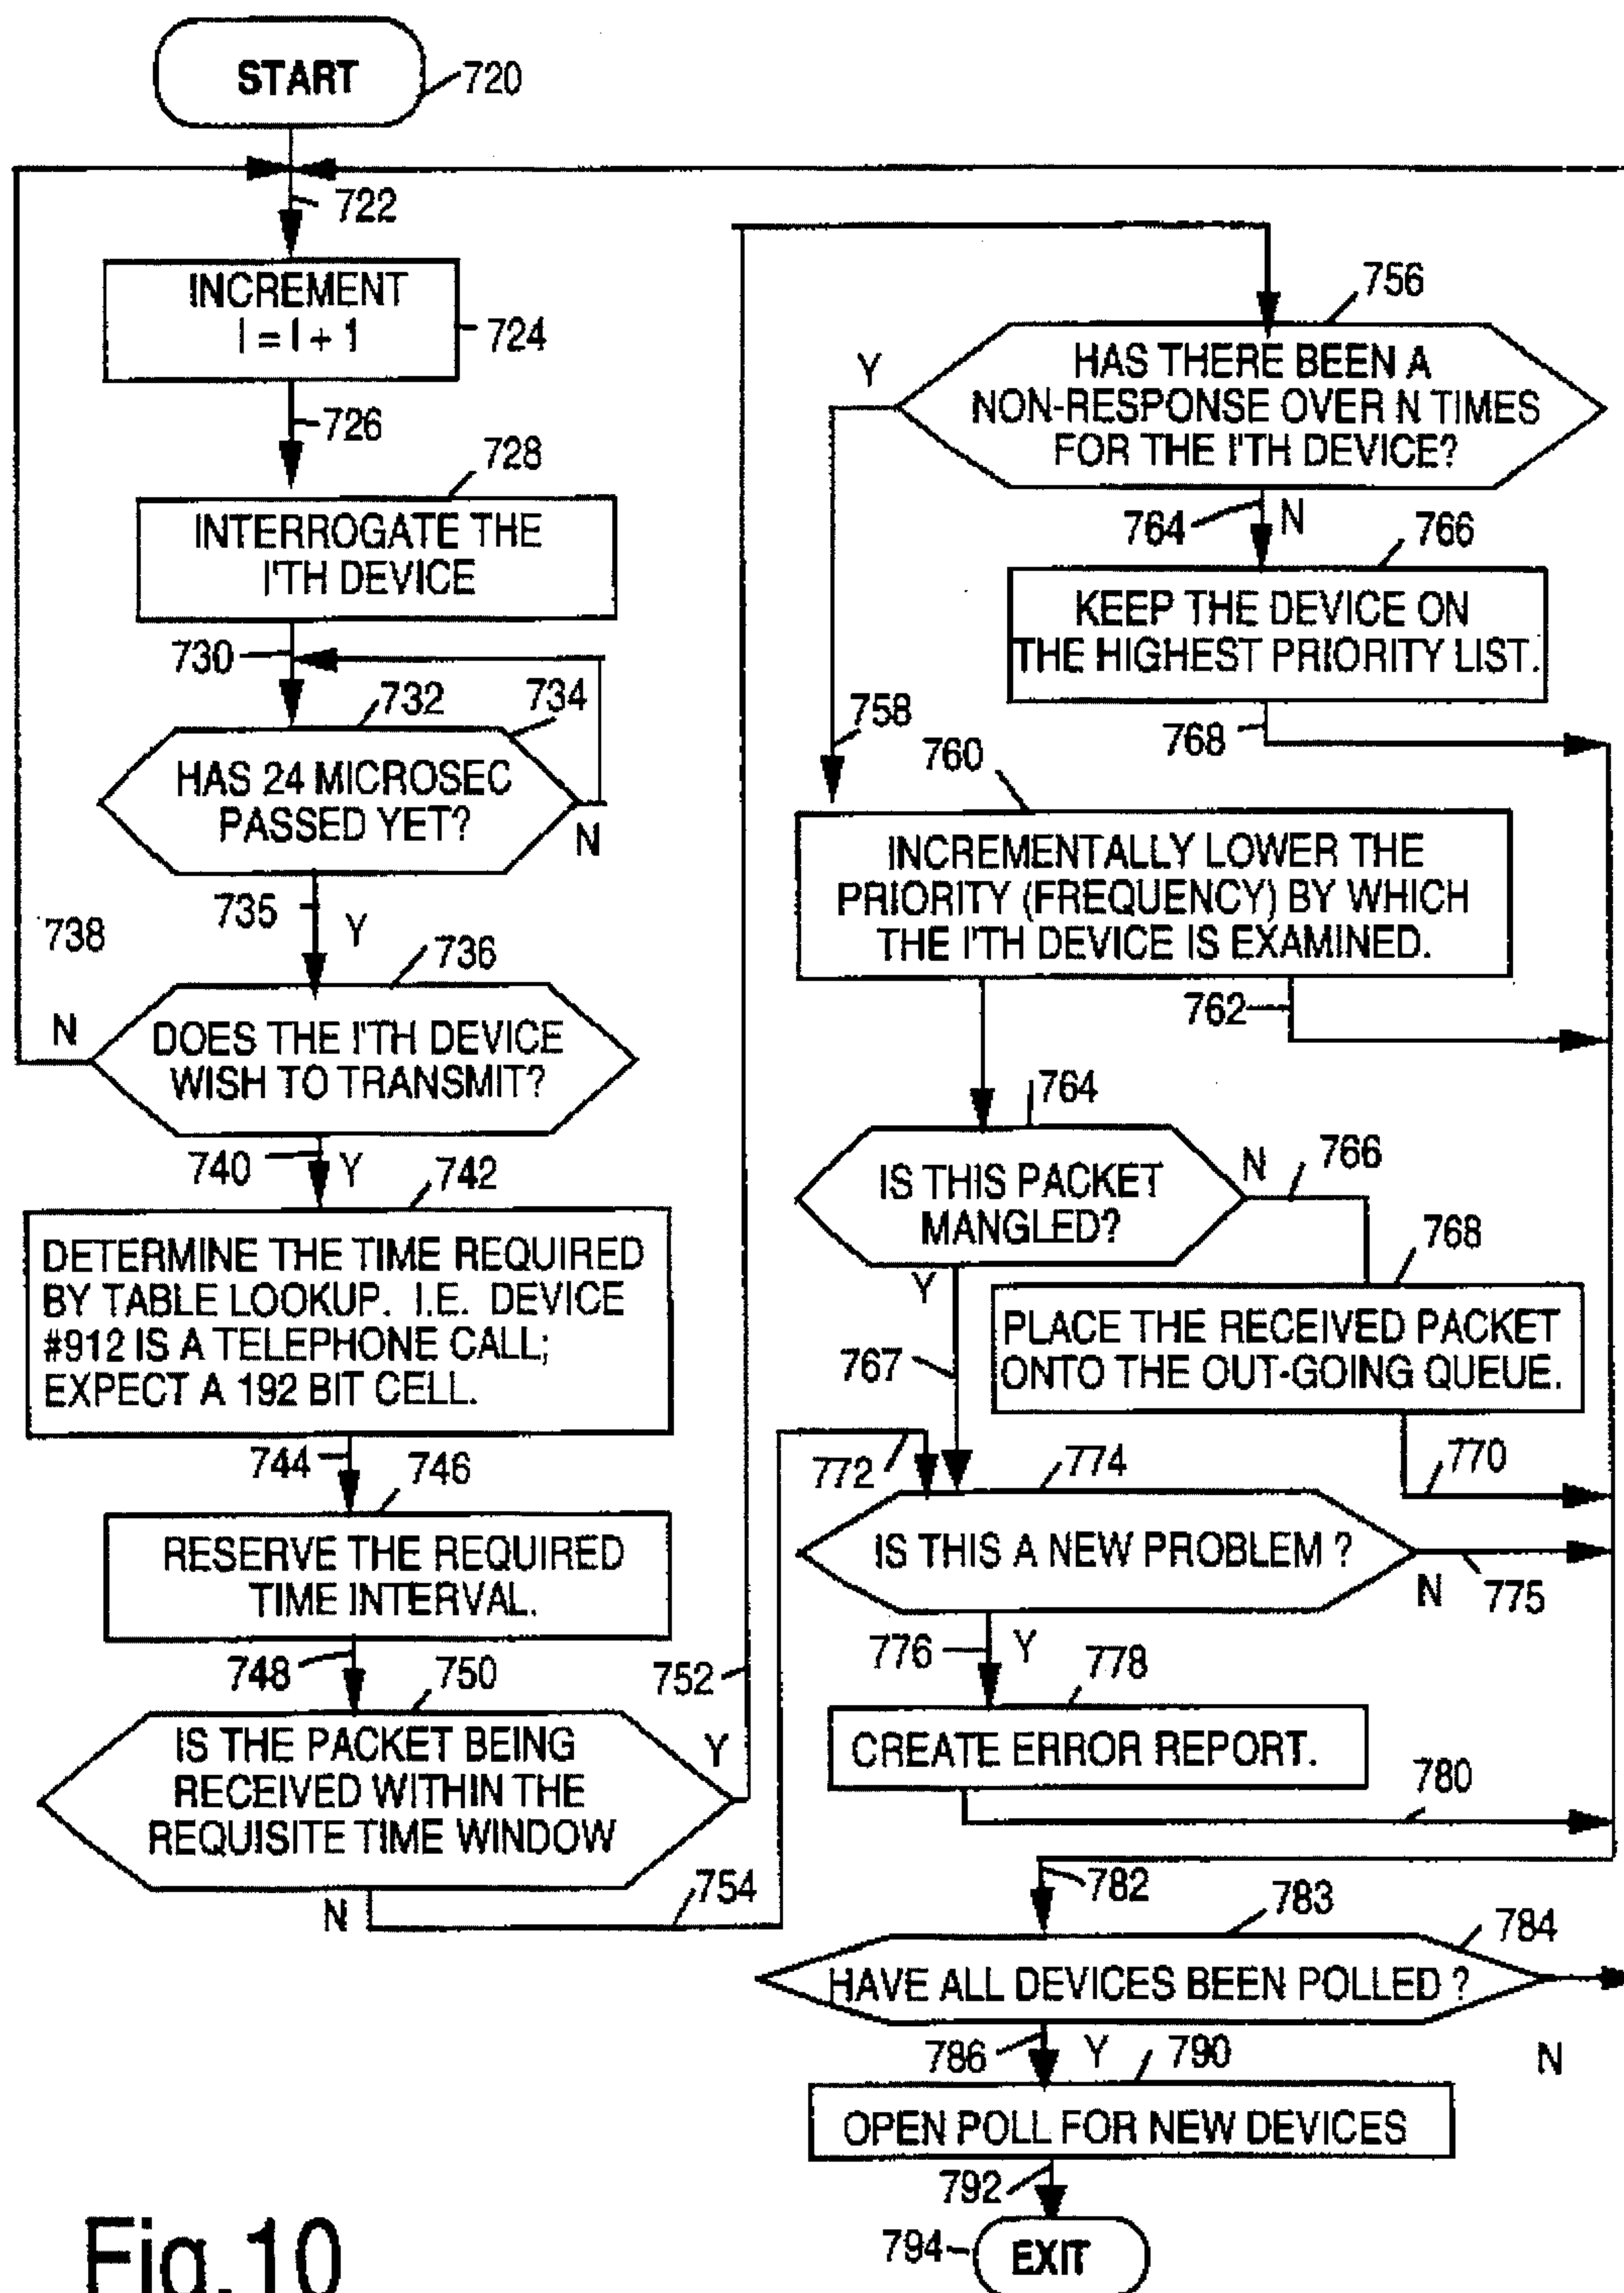 START
720
722
INCREMENT
I = I + 1
724
726
728
INTERROGATE THE
I'TH DEVICE
730
732
734
HAS 24 MICROSEC
PASSED YET?
N
735
Y
738
736
N
DOES THE I'TH DEVICE
WISH TO TRANSMIT?
740
Y
742
DETERMINE THE TIME REQUIRED
BY TABLE LOOKUP. I.E. DEVICE
#912 IS A TELEPHONE CALL;
EXPECT A 192 BIT CELL.
744
746
RESERVE THE REQUIRED
TIME INTERVAL.
748
750
752
IS THE PACKET BEING
RECEIVED WITHIN THE
REQUISITE TIME WINDOW
Y
N
754
756
Y
HAS THERE BEEN A
NON-RESPONSE OVER N TIMES
FOR THE I'TH DEVICE?
764
N
766
KEEP THE DEVICE ON
THE HIGHEST PRIORITY LIST.
758
768
760
INCREMENTALLY LOWER THE
PRIORITY (FREQUENCY) BY WHICH
THE I'TH DEVICE IS EXAMINED.
762
764
IS THIS PACKET
MANGLED?
N
766
Y
768
767
PLACE THE RECEIVED PACKET
ONTO THE OUT-GOING QUEUE.
772
774
770
IS THIS A NEW PROBLEM ?
N
775
776
Y
778
CREATE ERROR REPORT.
780
782
783
784
HAVE ALL DEVICES BEEN POLLED ?
786
Y
790
N
OPEN POLL FOR NEW DEVICES
792
794
EXIT
Fig.10